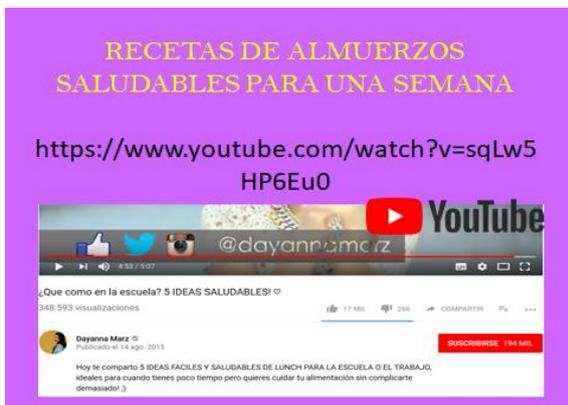 RECETAS DE ALMUERZOS
SALUDABLES PARA UNA SEMANA
https://www.youtube.com/watch?v=sqLw5
HP6Eu0
YouTube
@dayannamarz
4:53 / 5:07
¿Que como en la escuela? 5 IDEAS SALUDABLES! ♡
348.593 visualizaciones
17 MIL 266 COMPARTIR
Dayanna Marz
Publicado el 14 ago. 2015
SUSCRIBIRSE 194 MIL
Hoy te comparto 5 IDEAS FACILES Y SALUDABLES DE LUNCH PARA LA ESCUELA O EL TRABAJO,
ideales para cuando tienes poco tiempo pero quieres cuidar tu alimentación sin complicarte
demasiado! ;)